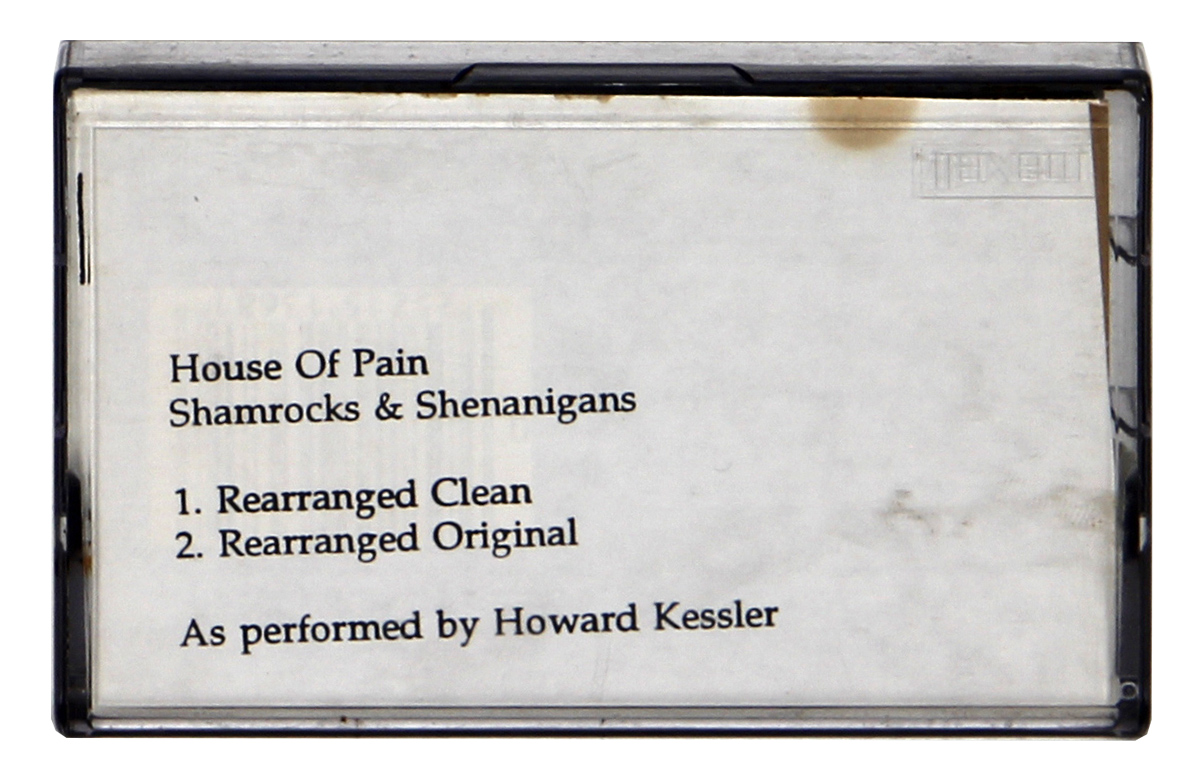 maxell
House Of Pain
Shamrocks & Shenanigans
1. Rearranged Clean
2. Rearranged Original
As performed by Howard Kessler